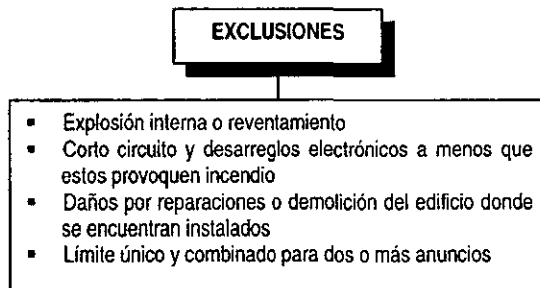 EXCLUSIONES
▪ Explosión interna o reventamiento
▪ Corto circuito y desarreglos electrónicos a menos que
estos provoquen incendio
▪ Daños por reparaciones o demolición del edificio donde
se encuentran instalados
▪ Límite único y combinado para dos o más anuncios